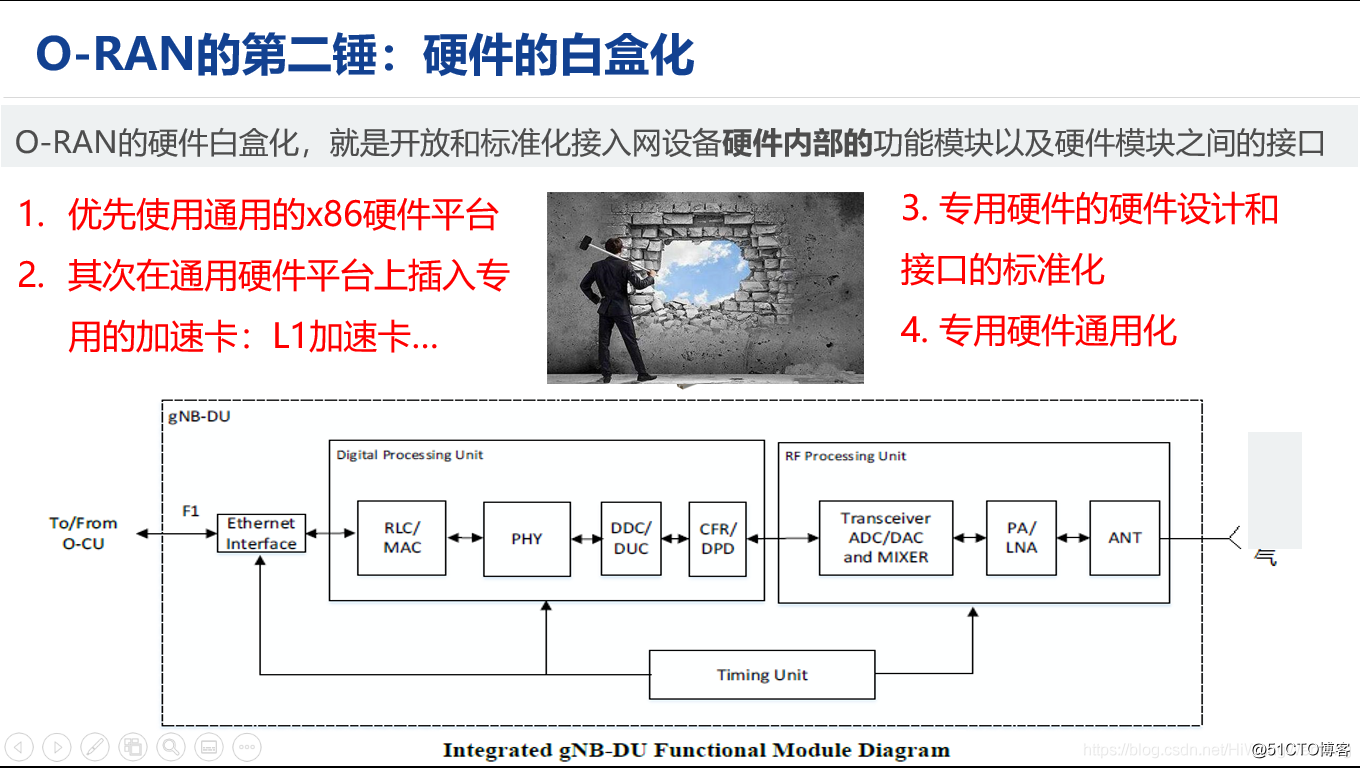 O-RAN的第二锤：硬件的白盒化
O-RAN的硬件白盒化，就是开放和标准化接入网设备硬件内部的功能模块以及硬件模块之间的接口
1. 优先使用通用的x86硬件平台
2. 其次在通用硬件平台上插入专
用的加速卡：L1加速卡...
3. 专用硬件的硬件设计和
接口的标准化
4. 专用硬件通用化
gNB-DU
Digital Processing Unit
RF Processing Unit
To/From
O-CU
F1
Ethernet
Interface
RLC/
MAC
PHY
DDC/
DUC
CFR/
DPD
Transceiver
ADC/DAC
and MIXER
PA/
LNA
ANT
气
Timing Unit
Integrated gNB-DU Functional Module Diagram
@51CTO博客